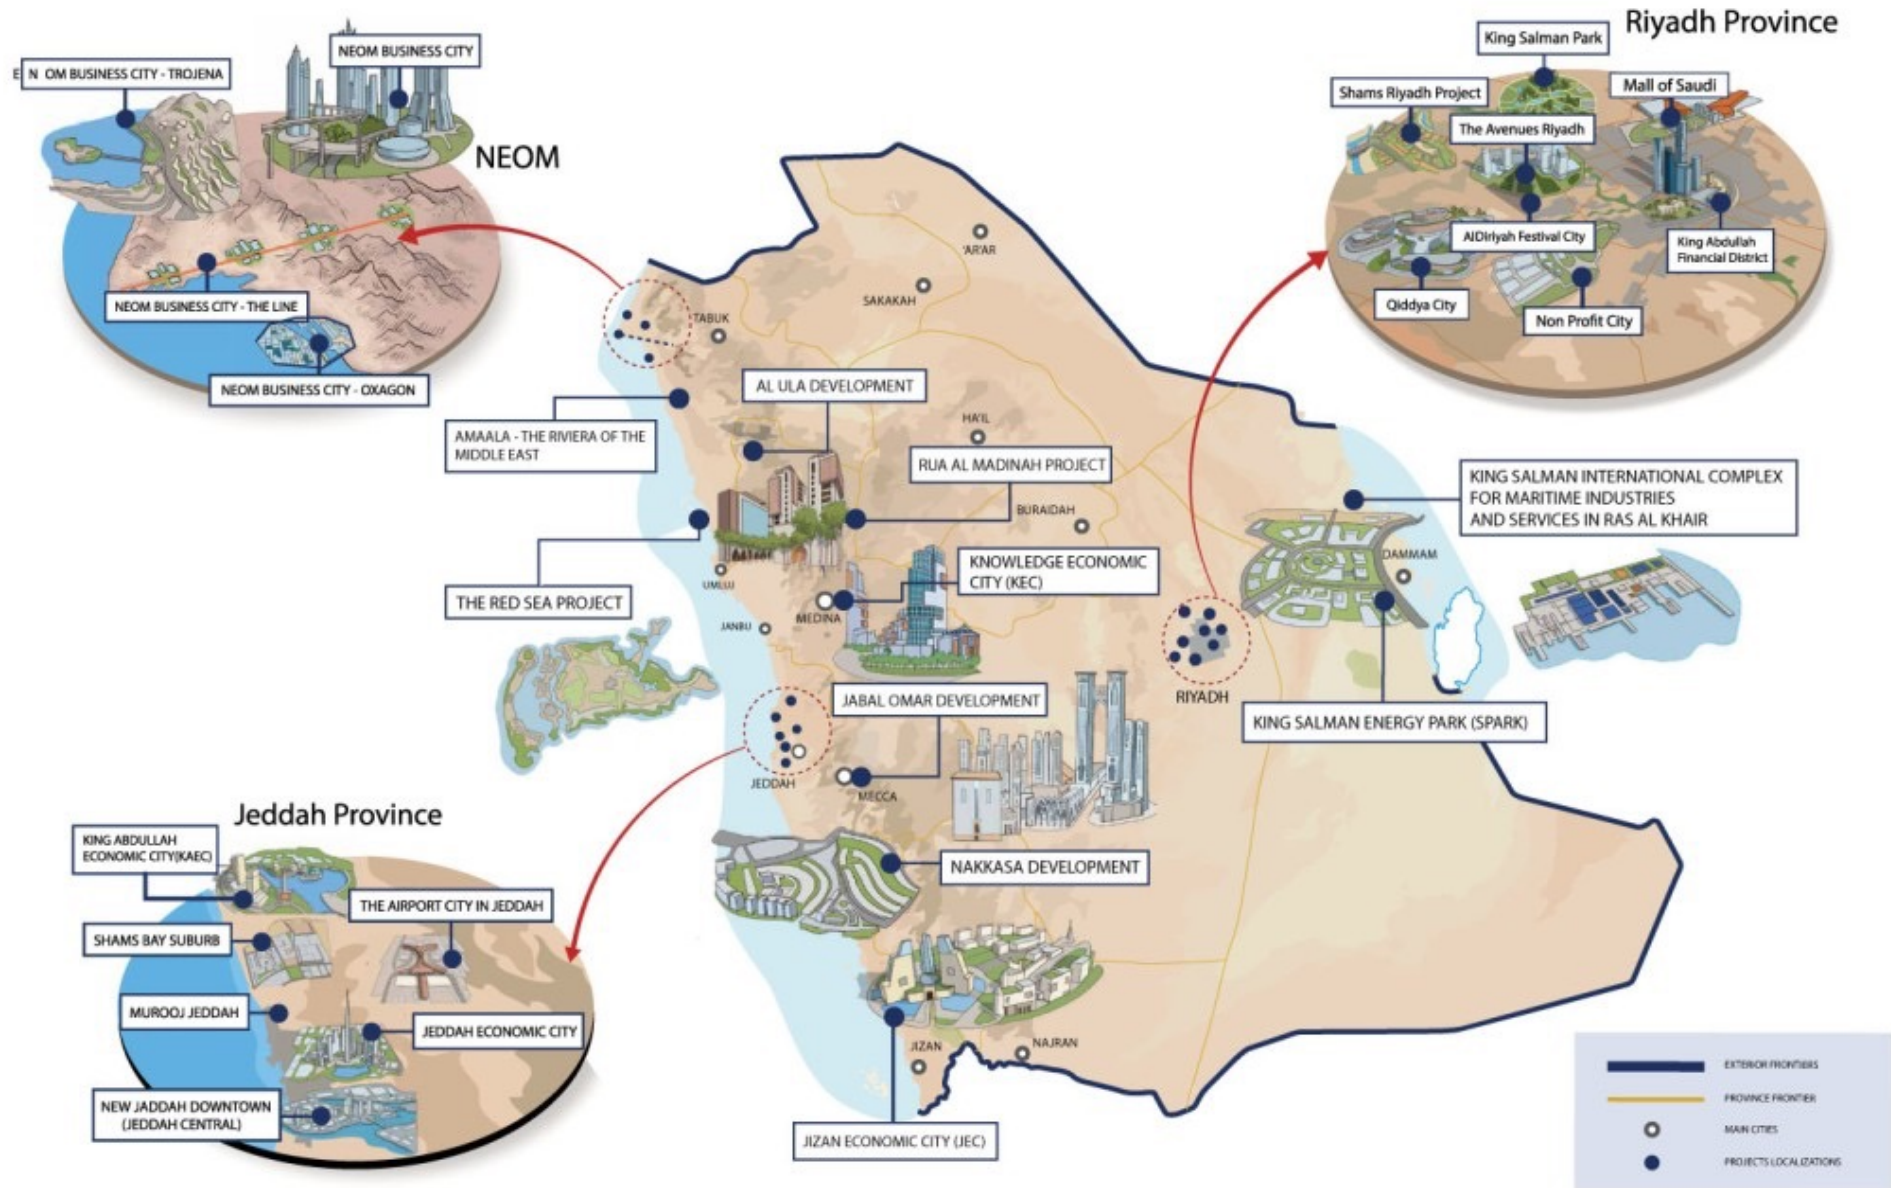 Riyadh Province
King Salman Park
Shams Riyadh Project
Mall of Saudi
The Avenues Riyadh
AlDiriyah Festival City
King Abdullah
Financial District
Qiddya City
Non Profit City
NEOM BUSINESS CITY
E N OM BUSINESS CITY - TROJENA
NEOM
NEOM BUSINESS CITY - THE LINE
NEOM BUSINESS CITY - OXAGON
'AR'AR
SAKAKAH
TABUK
AL ULA DEVELOPMENT
AMAALA - THE RIVIERA OF THE
MIDDLE EAST
HA'IL
RUA AL MADINAH PROJECT
BURAIDAH
KING SALMAN INTERNATIONAL COMPLEX
FOR MARITIME INDUSTRIES
AND SERVICES IN RAS AL KHAIR
DAMMAM
KNOWLEDGE ECONOMIC
CITY (KEC)
UMLUJ
THE RED SEA PROJECT
MEDINA
JANBU
JABAL OMAR DEVELOPMENT
RIYADH
KING SALMAN ENERGY PARK (SPARK)
JEDDAH
MECCA
NAKKASA DEVELOPMENT
JIZAN
NAJRAN
JIZAN ECONOMIC CITY (JEC)
Jeddah Province
KING ABDULLAH
ECONOMIC CITY(KAEC)
THE AIRPORT CITY IN JEDDAH
SHAMS BAY SUBURB
MUROOJ JEDDAH
JEDDAH ECONOMIC CITY
NEW JADDAH DOWNTOWN
(JEDDAH CENTRAL)
EXTERIOR FRONTIERS
PROVINCE FRONTIER
MAIN CITIES
PROJECTS LOCALIZATIONS